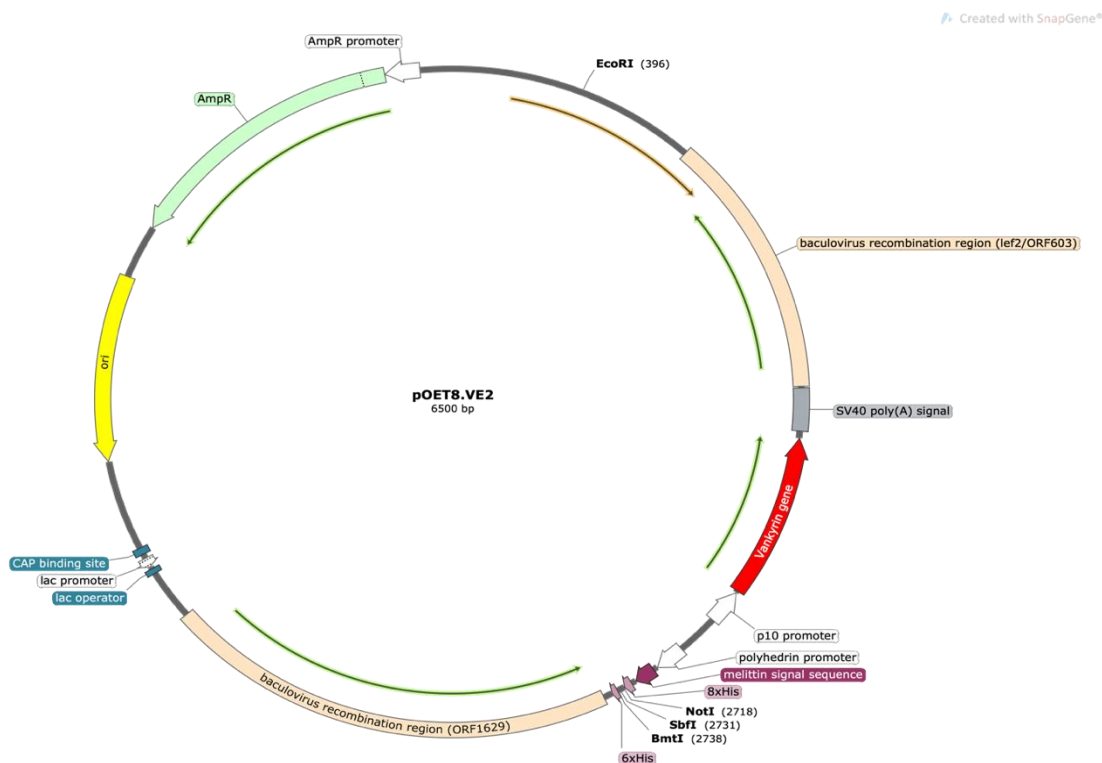 Created with SnapGene®
AmpR promoter
EcoRI (396)
AmpR
baculovirus recombination region (lef2/ORF603)
ori
pOET8.VE2
6500 bp
SV40 poly(A) signal
Vankyrin gene
CAP binding site
lac promoter
lac operator
p10 promoter
polyhedrin promoter
melittin signal sequence
8xHis
NotI (2718)
SbfI (2731)
BmtI (2738)
6xHis
baculovirus recombination region (ORF1629)